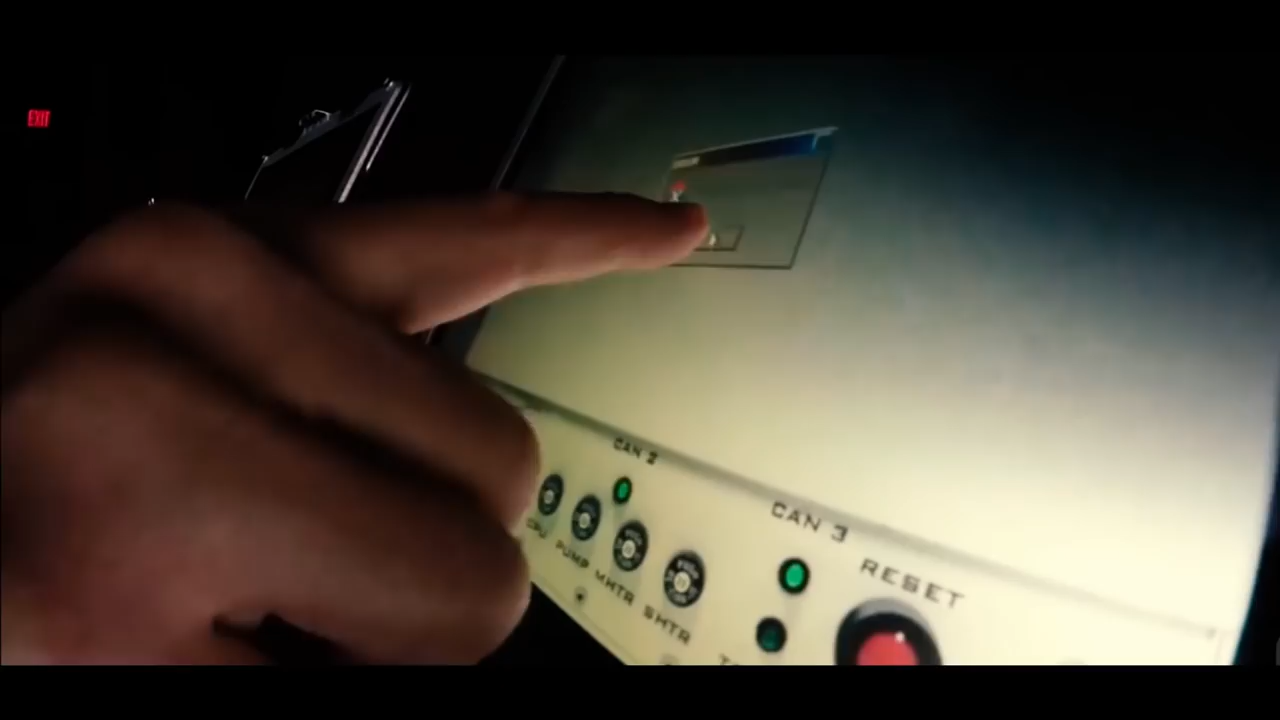 EXIT
CAN 2
CAN 3
RESET
CPU
PUMP
MHTR
SHTR